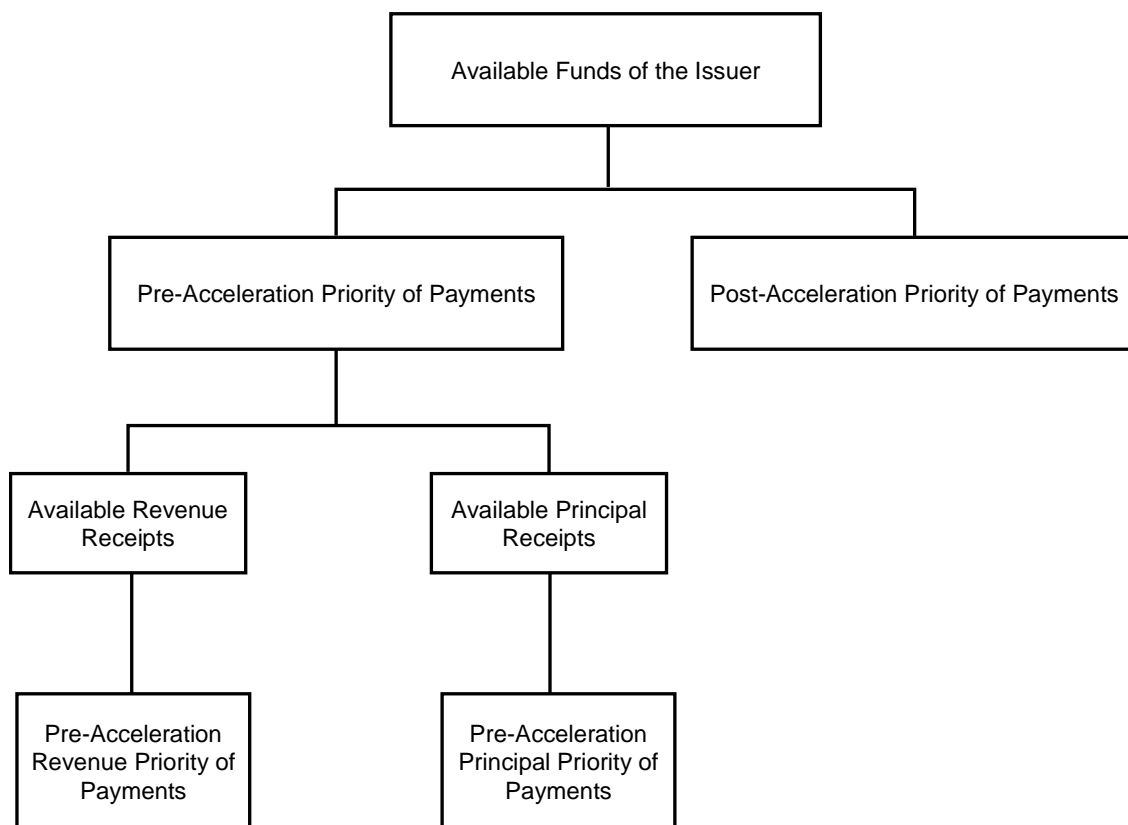 Available Funds of the Issuer
Pre-Acceleration Priority of Payments
Post-Acceleration Priority of Payments
Available Revenue
Receipts
Available Principal
Receipts
Pre-Acceleration
Revenue Priority of
Payments
Pre-Acceleration
Principal Priority of
Payments